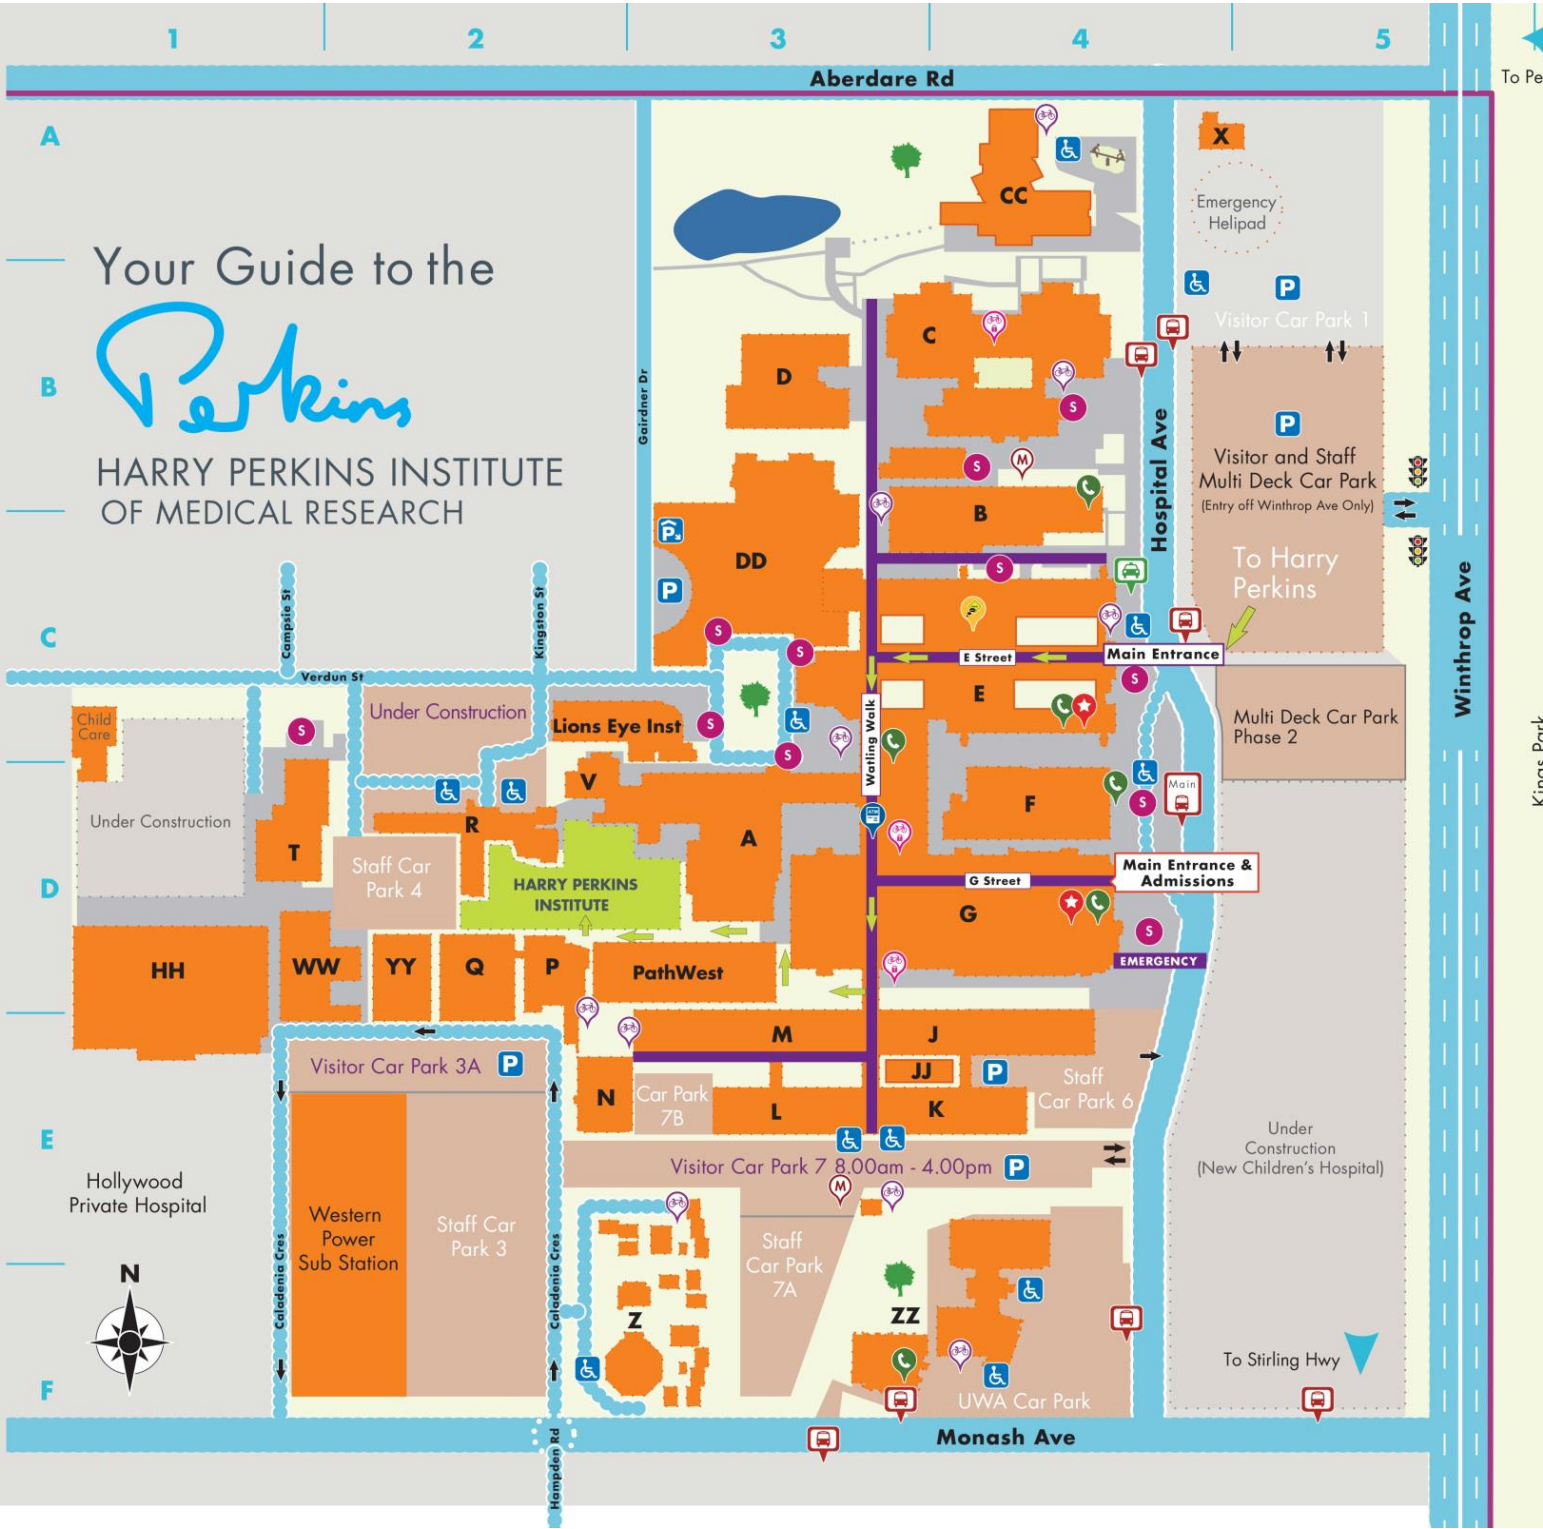 1
2
3
4
5
Aberdare Rd
To Pe
A
X
CC
Emergency
Helipad
Your Guide to the
Perkins
HARRY PERKINS INSTITUTE
OF MEDICAL RESEARCH
P
Visitor Car Park 1
C
B
D
Gairdner Dr
S
P
Hospital Ave
Visitor and Staff
Multi Deck Car Park
(Entry off Winthrop Ave Only)
S
M
B
P
DD
P
S
To Harry
Perkins
Winthrop Ave
Campsie St
Kingston St
C
S
S
E Street
Main Entrance
Verdun St
S
E
Child
Care
Under Construction
Lions Eye Inst
S
S
S
Watling Walk
Multi Deck Car Park
Phase 2
Kings Park
V
Main
S
F
Under Construction
R
A
T
Staff Car
Park 4
D
HARRY PERKINS
INSTITUTE
G Street
Main Entrance &
Admissions
G
S
EMERGENCY
HH
WW
YY
Q
P
PathWest
M
J
Visitor Car Park 3A
P
JJ
P
Staff
Car Park 6
N
Car Park
7B
L
K
E
Under
Construction
(New Children's Hospital)
Visitor Car Park 7 8.00am - 4.00pm
P
M
Hollywood
Private Hospital
Western
Power
Sub Station
Staff Car
Park 3
Staff
Car Park
7A
Caladenia Cres
Caladenia Cres
N
Z
ZZ
To Stirling Hwy
F
UWA Car Park
Monash Ave
Hampden Rd